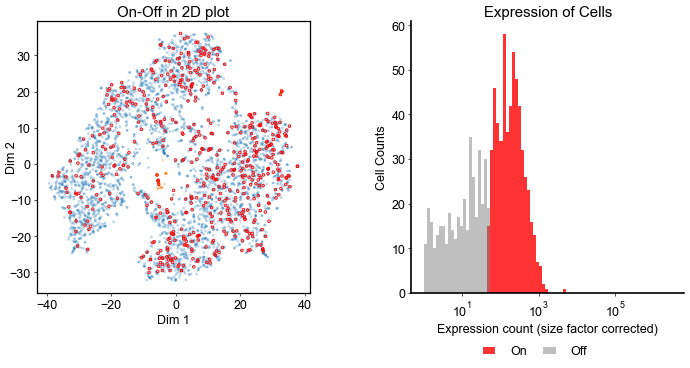 On-Off in 2D plot
Dim 2
30
20
10
0
−10
−20
−30
−40
−20
0
20
40
Dim 1
Expression of Cells
Cell Counts
60
50
40
30
20
10
0
10^1
10^3
10^5
Expression count (size factor corrected)
On
Off